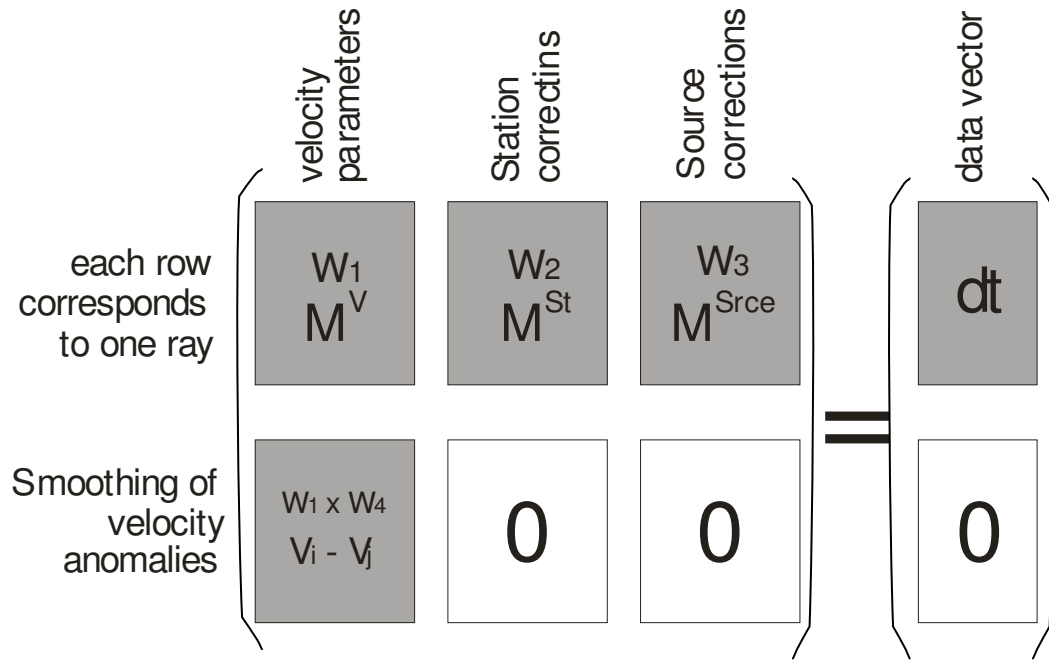 velocity
parameters
Station
correctins
Source
corrections
data vector
each row
corresponds
to one ray
W1
M^V
W2
M^St
W3
M^Srce
dt
=
Smoothing of
velocity
anomalies
W1 x W4
Vi - Vj
0
0
0